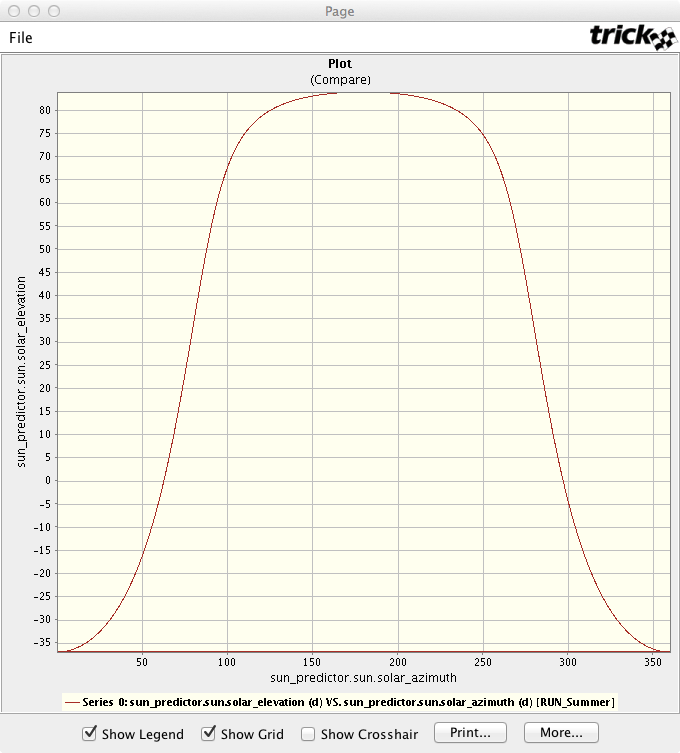 Page
File
trick
Plot
(Compare)
80
75
70
65
60
55
50
45
40
35
30
25
20
15
10
5
0
-5
-10
-15
-20
-25
-30
-35
sun_predictor.sun.solar_elevation
50 100 150 200 250 300 350
sun_predictor.sun.solar_azimuth
Series 0: sun_predictor.sun.solar_elevation (d) VS. sun_predictor.sun.solar_azimuth (d) [RUN_Summer]
Show Legend Show Grid Show Crosshair Print... More...